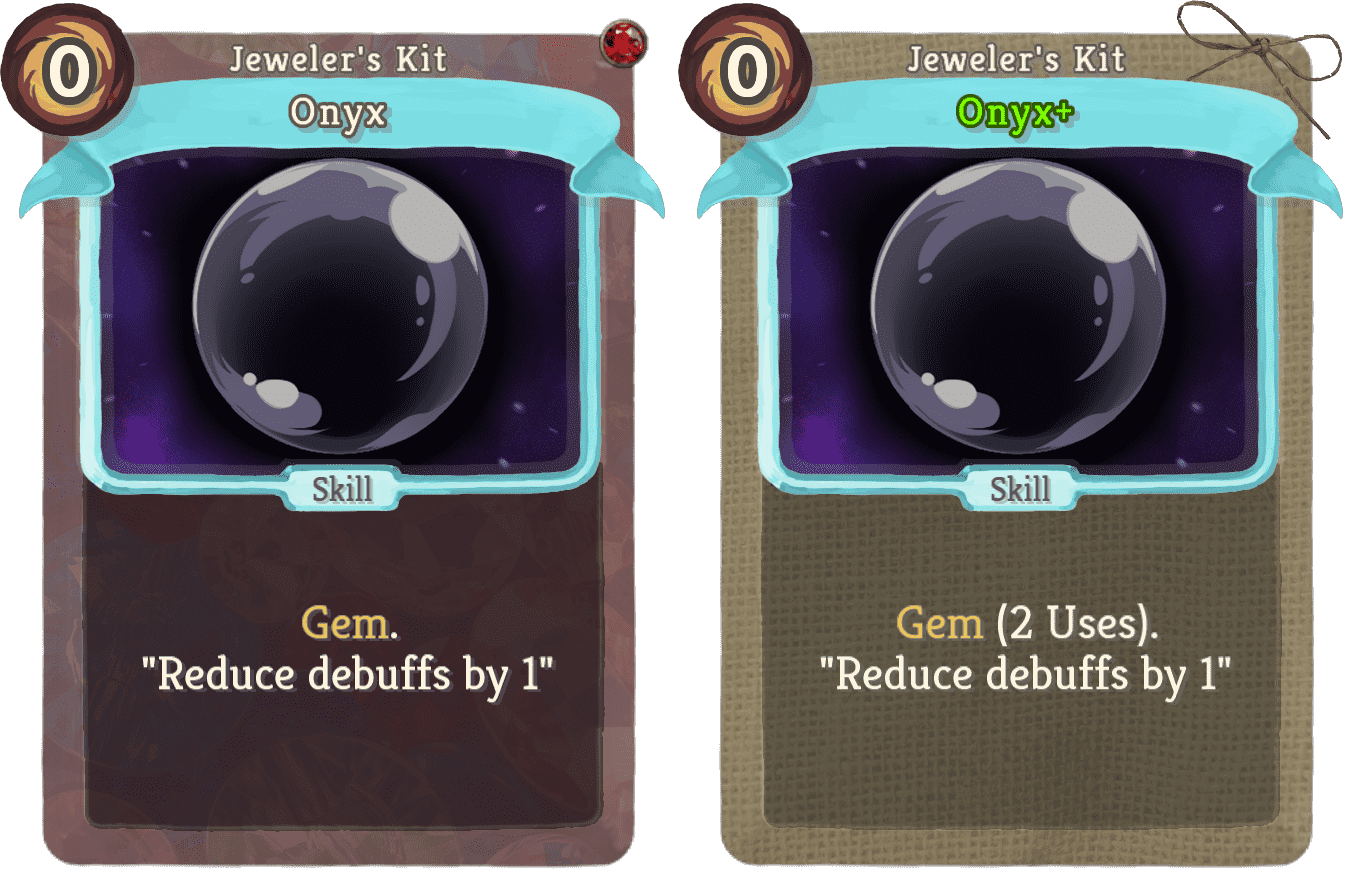 0
Jeweler's Kit
Onyx
Skill
Gem.
"Reduce debuffs by 1"
0
Jeweler's Kit
Onyx+
Skill
Gem (2 Uses).
"Reduce debuffs by 1"